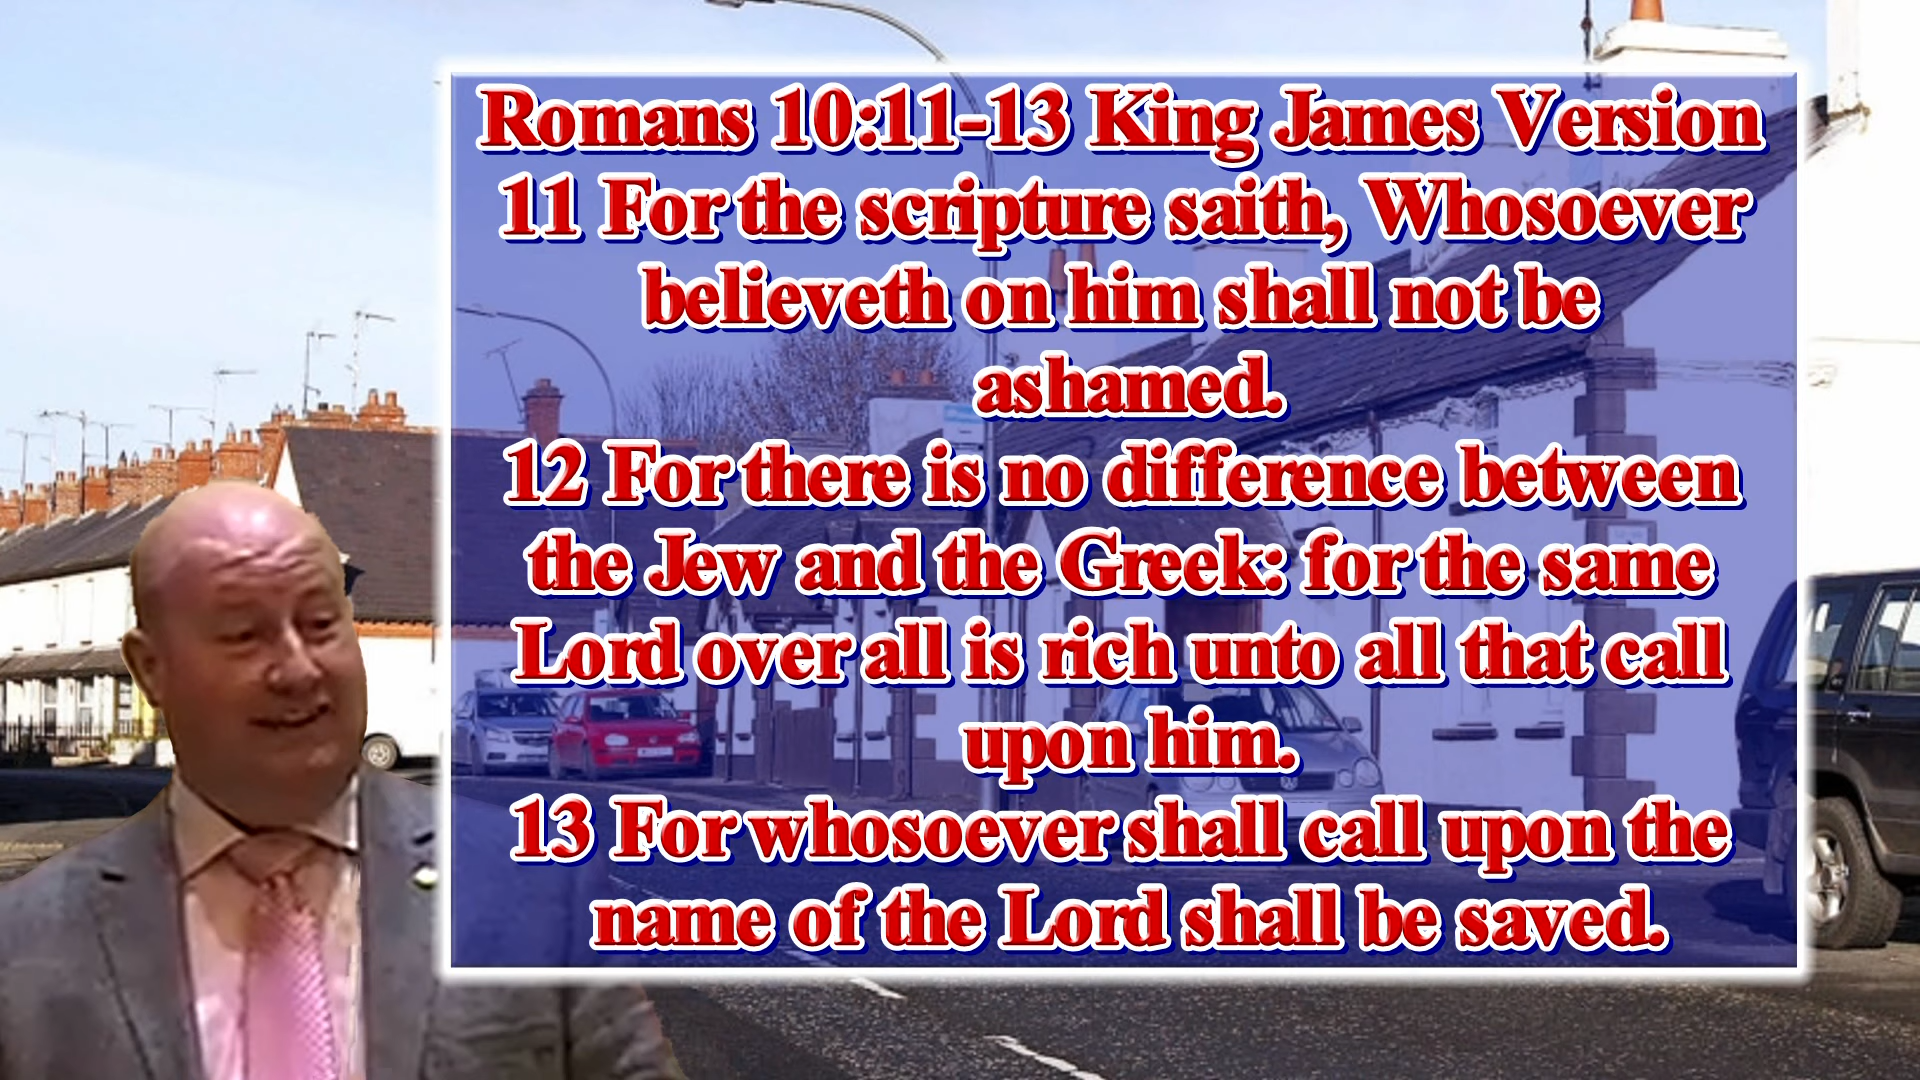 Romans 10:11-13 King James Version
11 For the scripture saith, Whosoever
believeth on him shall not be
ashamed.
12 For there is no difference between
the Jew and the Greek: for the same
Lord over all is rich unto all that call
upon him.
13 For whosoever shall call upon the
name of the Lord shall be saved.